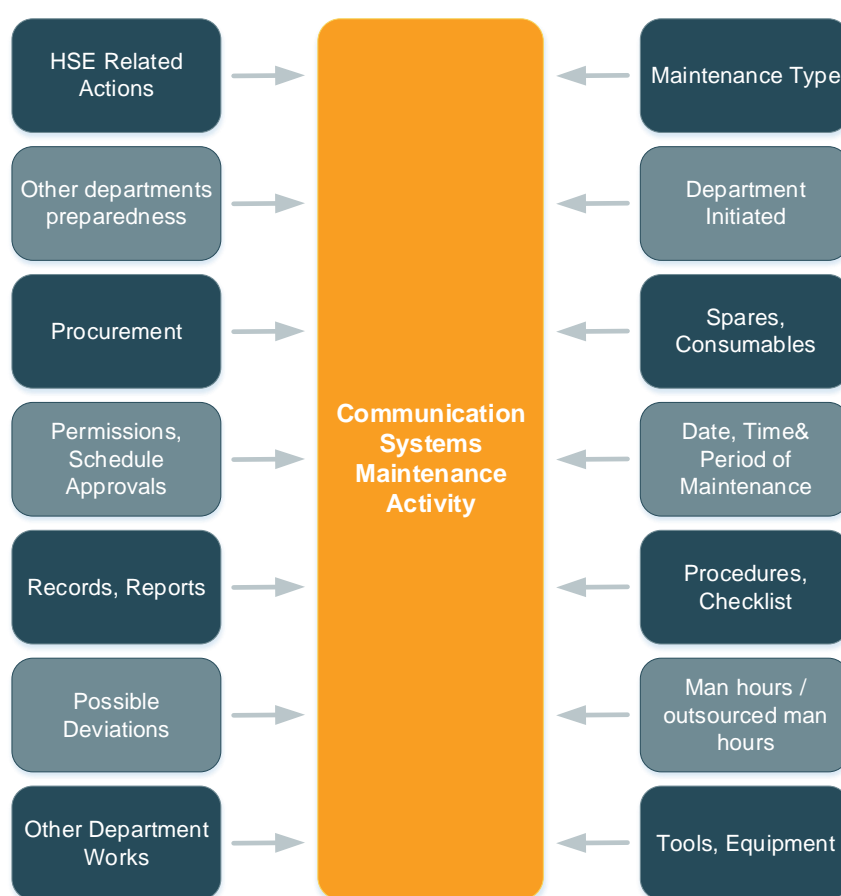 HSE Related
Actions
Other departments
preparedness
Procurement
Permissions,
Schedule
Approvals
Records, Reports
Possible
Deviations
Other Department
Works
Communication
Systems
Maintenance
Activity
Maintenance Type
Department
Initiated
Spares,
Consumables
Date, Time&
Period of
Maintenance
Procedures,
Checklist
Man hours /
outsourced man
hours
Tools, Equipment